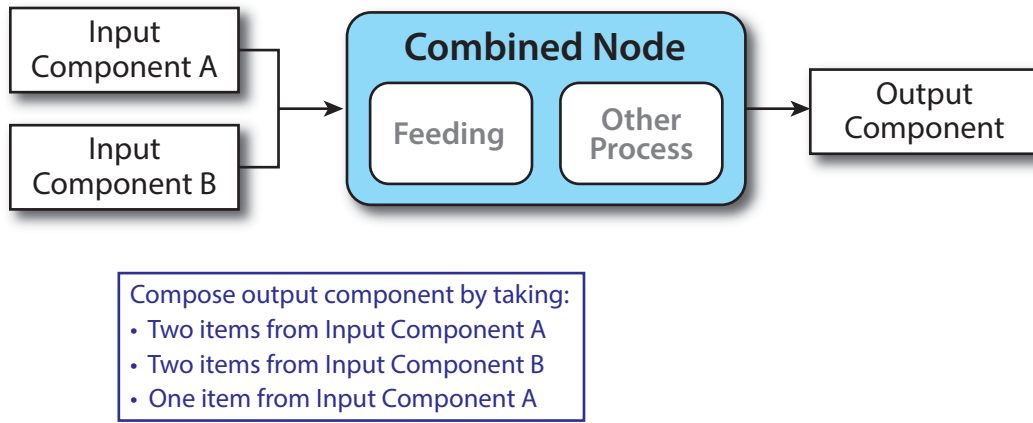 Input
Component A
Input
Component B
Combined Node
Feeding
Other
Process
Output
Component
Compose output component by taking:
• Two items from Input Component A
• Two items from Input Component B
• One item from Input Component A